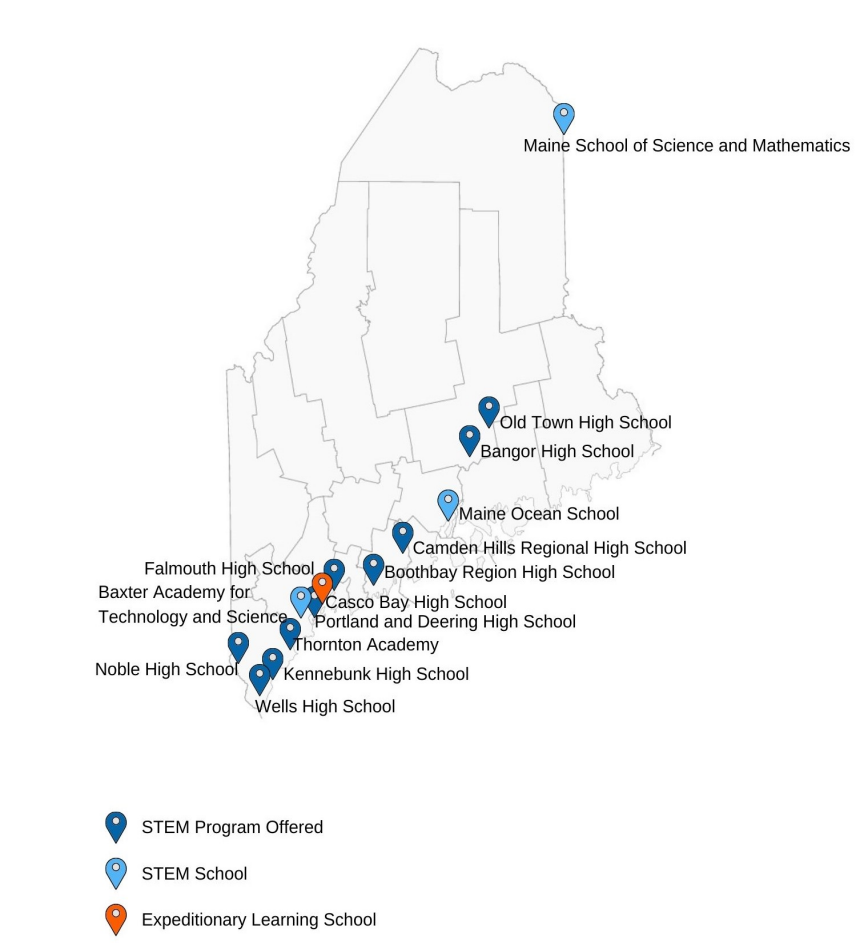 Maine School of Science and Mathematics
Old Town High School
Bangor High School
Maine Ocean School
Camden Hills Regional High School
Falmouth High School
Boothbay Region High School
Baxter Academy for
Technology and Science
Casco Bay High School
Portland and Deering High School
Thornton Academy
Noble High School
Kennebunk High School
Wells High School
STEM Program Offered
STEM School
Expeditionary Learning School